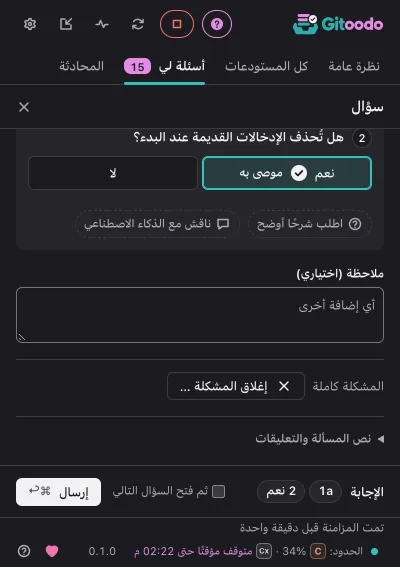 Gitoodo
نظرة عامة
كل المستودعات
أسئلة لي 15
المحادثة
سؤال
2 هل تُحذف الإدخالات القديمة عند البدء؟
نعم موصى به
لا
اطلب شرحًا أوضح
ناقش مع الذكاء الاصطناعي
ملاحظة (اختياري)
أي إضافة أخرى
المشكلة كاملة
إغلاق المشكلة ...
نص المسألة والتعليقات
الإجابة
1a
2 نعم
ثم فتح السؤال التالي
إرسال ⌘↩
تمت المزامنة قبل دقيقة واحدة
الحدود: C 34% · Cx متوقف مؤقتًا حتى 02:22 م
0.1.0